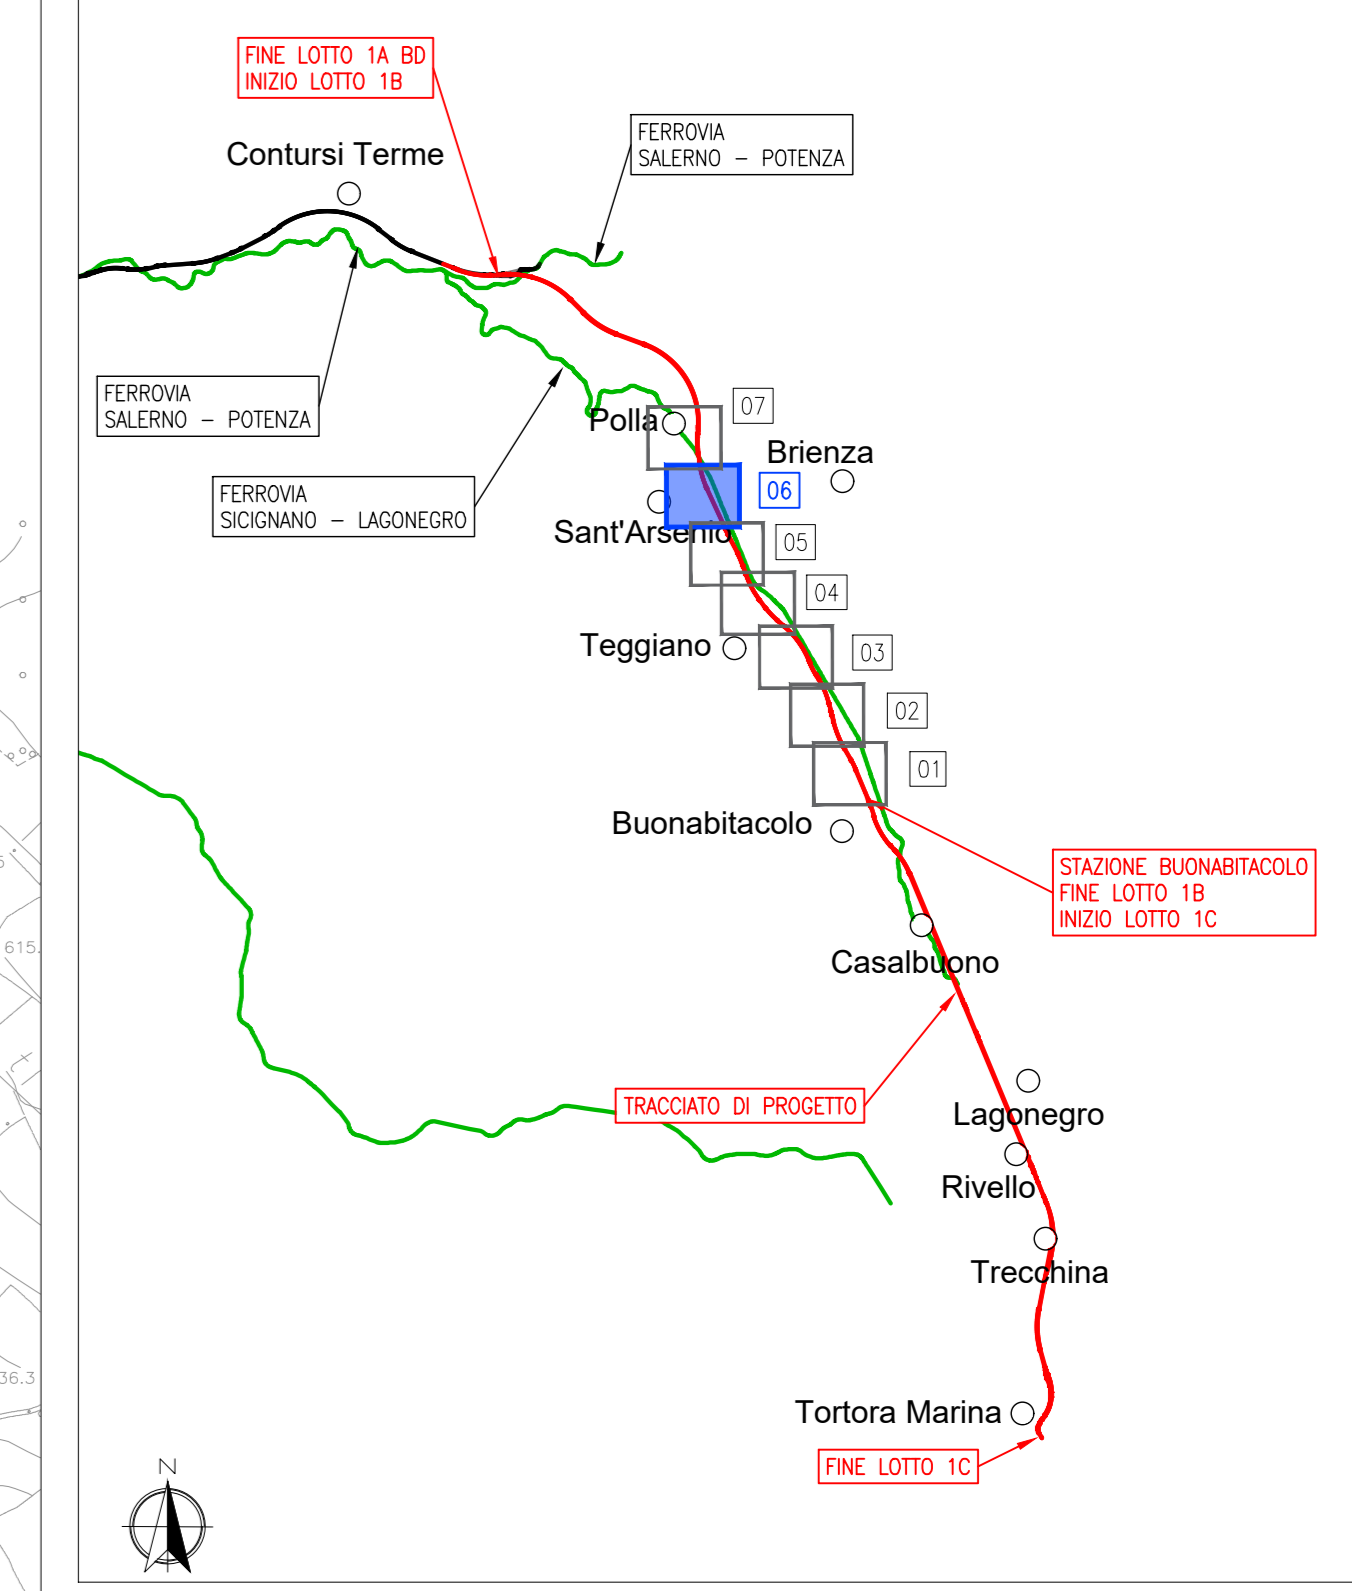 FINE LOTTO 1A BD
INIZIO LOTTO 1B
FERROVIA
SALERNO – POTENZA
Contursi Terme
FERROVIA
SALERNO – POTENZA
07
Polla
Brienza
06
FERROVIA
SICIGNANO – LAGONEGRO
Sant'Arsenio
05
04
Teggiano
03
02
01
Buonabitacolo
STAZIONE BUONABITACOLO
FINE LOTTO 1B
INIZIO LOTTO 1C
615.
Casalbuono
TRACCIATO DI PROGETTO
Lagonegro
Rivello
Trecchina
36.3
Tortora Marina
FINE LOTTO 1C
N